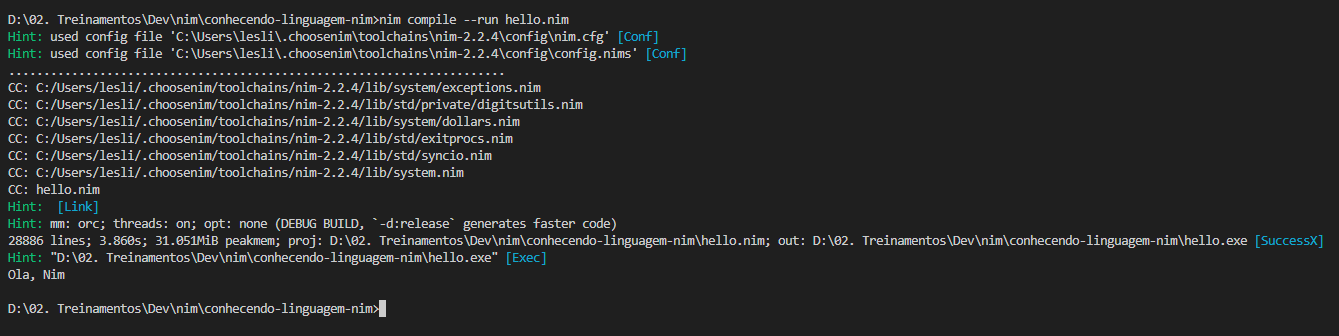 D:\02. Treinamentos\Dev\nim\conhecendo-linguagem-nim>nim compile --run hello.nim
Hint: used config file 'C:\Users\lesli\.choosenim\toolchains\nim-2.2.4\config\nim.cfg' [Conf]
Hint: used config file 'C:\Users\lesli\.choosenim\toolchains\nim-2.2.4\config\config.nims' [Conf]
.......................................................................
CC: C:/Users/lesli/.choosenim/toolchains/nim-2.2.4/lib/system/exceptions.nim
CC: C:/Users/lesli/.choosenim/toolchains/nim-2.2.4/lib/std/private/digitsutils.nim
CC: C:/Users/lesli/.choosenim/toolchains/nim-2.2.4/lib/system/dollars.nim
CC: C:/Users/lesli/.choosenim/toolchains/nim-2.2.4/lib/std/exitprocs.nim
CC: C:/Users/lesli/.choosenim/toolchains/nim-2.2.4/lib/std/syncio.nim
CC: C:/Users/lesli/.choosenim/toolchains/nim-2.2.4/lib/system.nim
CC: hello.nim
Hint:  [Link]
Hint: mm: orc; threads: on; opt: none (DEBUG BUILD, `-d:release` generates faster code)
28886 lines; 3.860s; 31.051MiB peakmem; proj: D:\02. Treinamentos\Dev\nim\conhecendo-linguagem-nim\hello.nim; out: D:\02. Treinamentos\Dev\nim\conhecendo-linguagem-nim\hello.exe [SuccessX]
Hint: "D:\02. Treinamentos\Dev\nim\conhecendo-linguagem-nim\hello.exe" [Exec]
Ola, Nim
D:\02. Treinamentos\Dev\nim\conhecendo-linguagem-nim>